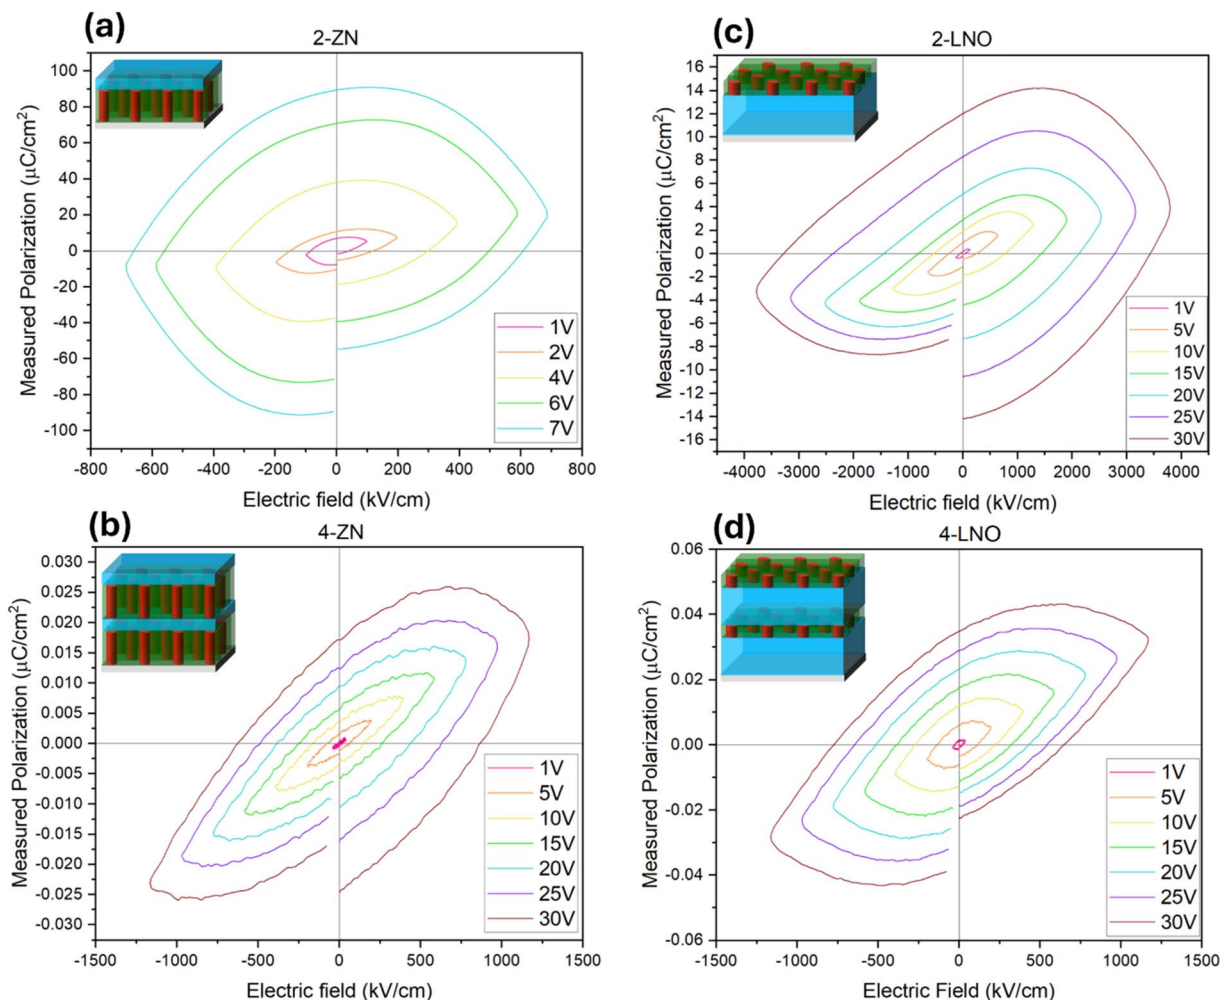 (a)
2-ZN
Measured Polarization (μC/cm²)
100
80
60
40
20
0
-20
-40
-60
-80
-100
-800 -600 -400 -200 0 200 400 600 800
Electric field (kV/cm)
1V
2V
4V
6V
7V
(c)
2-LNO
Measured Polarization (μC/cm²)
16
14
12
10
8
6
4
2
0
-2
-4
-6
-8
-10
-12
-14
-16
-4000 -3000 -2000 -1000 0 1000 2000 3000 4000
Electric field (kV/cm)
1V
5V
10V
15V
20V
25V
30V
(b)
4-ZN
Measured Polarization (μC/cm²)
0.030
0.025
0.020
0.015
0.010
0.005
0.000
-0.005
-0.010
-0.015
-0.020
-0.025
-0.030
-1500 -1000 -500 0 500 1000 1500
Electric field (kV/cm)
1V
5V
10V
15V
20V
25V
30V
(d)
4-LNO
Measured Polarization (μC/cm²)
0.06
0.04
0.02
0.00
-0.02
-0.04
-0.06
-1500 -1000 -500 0 500 1000 1500
Electric Field (kV/cm)
1V
5V
10V
15V
20V
25V
30V